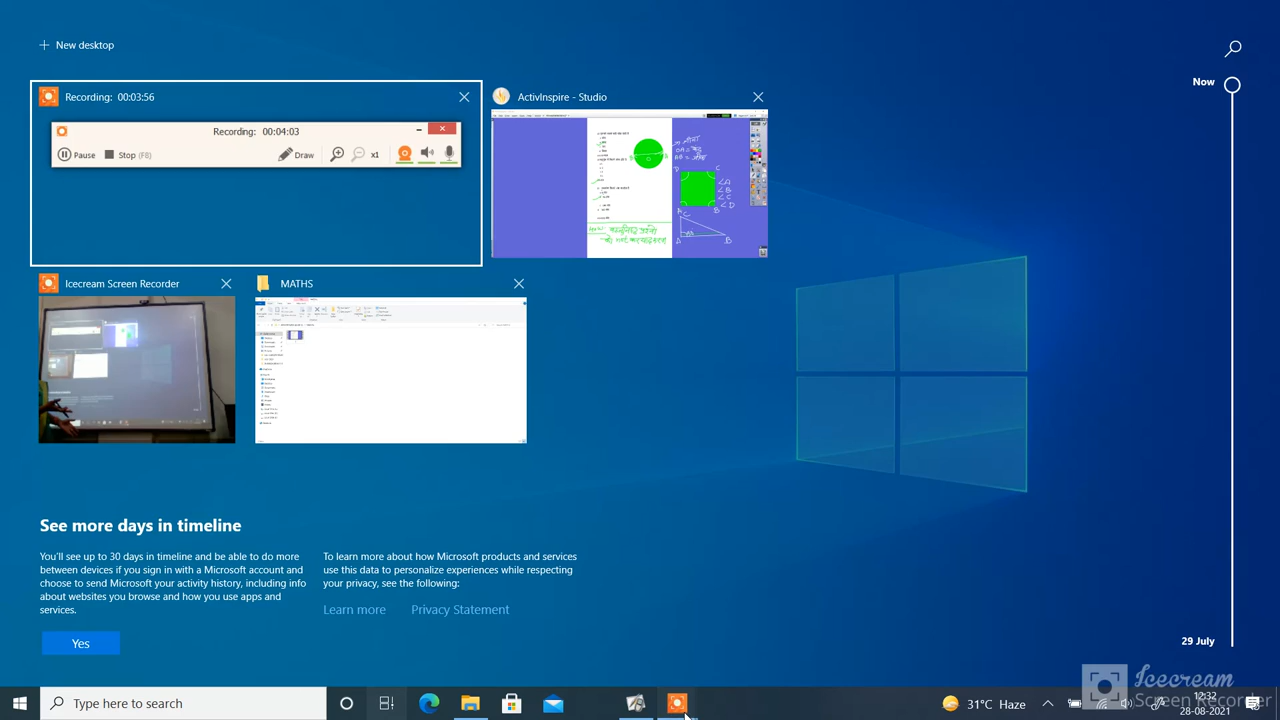 New desktop
Now
Recording: 00:03:56
ActivInspire - Studio
Recording: 00:04:03
Pause
Stop (F8)
Draw
x1
Icecream Screen Recorder
MATHS
See more days in timeline
You'll see up to 30 days in timeline and be able to do more
between devices if you sign in with a Microsoft account and
choose to send Microsoft your activity history, including info
about websites you browse and how you use apps and
services.
To learn more about how Microsoft products and services
use this data to personalize experiences while respecting
your privacy, see the following:
Learn more
Privacy Statement
Yes
29 July
Type here to search
31°C Haze
12:32
28-08-2021
Icecream
Screen Recorder